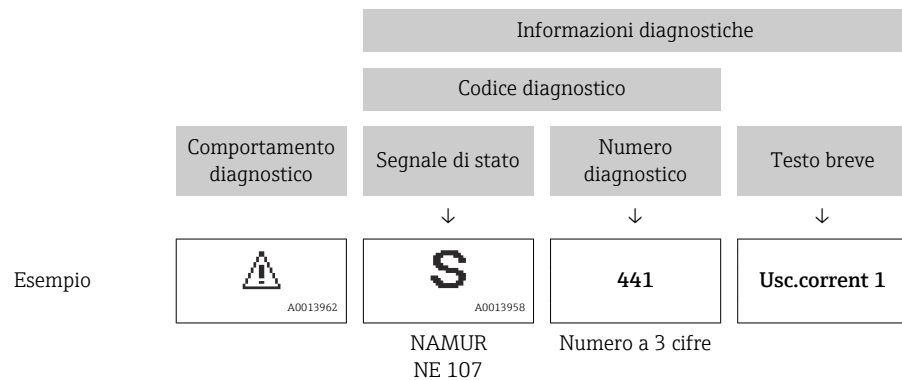 Informazioni diagnostiche
Codice diagnostico
Comportamento
diagnostico
Segnale di stato
Numero
diagnostico
Testo breve
↓ ↓ ↓
Esempio
A0013962
S
A0013958
441
Usc.corrent 1
NAMUR
NE 107
Numero a 3 cifre